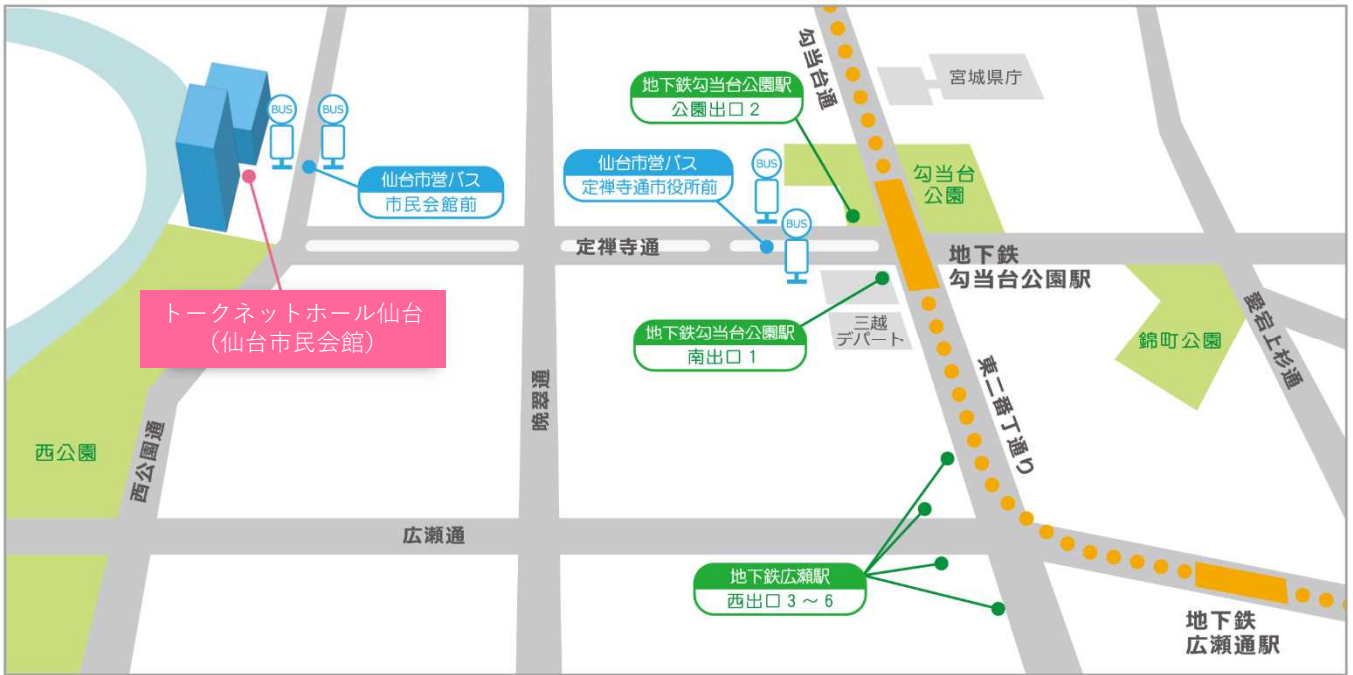 勾当台通
宮城県庁
地下鉄勾当台公園駅
公園出口2
BUS
BUS
仙台市営バス
市民会館前
仙台市営バス
定禅寺通市役所前
BUS
BUS
勾当台
公園
定禅寺通
地下鉄
勾当台公園駅
トークネットホール仙台
(仙台市民会館)
地下鉄勾当台公園駅
南出口1
三越
デパート
錦町公園
愛宕上杉通
東二番丁通り
晩翠通
西公園
西公園通
広瀬通
地下鉄広瀬駅
西出口3～6
地下鉄
広瀬通駅